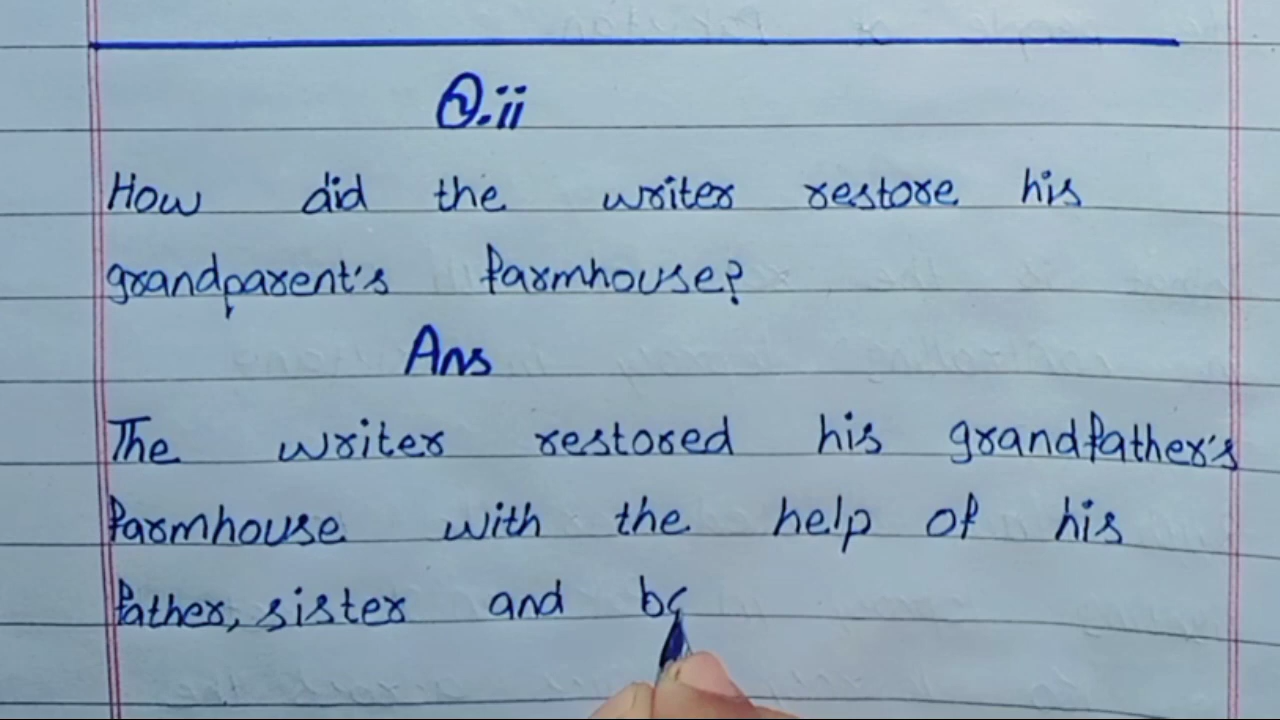 Q.ii
How did the writer restore his
grandparent's farmhouse?
Ans
The writer restored his grandfather's
farmhouse with the help of his
father, sister and